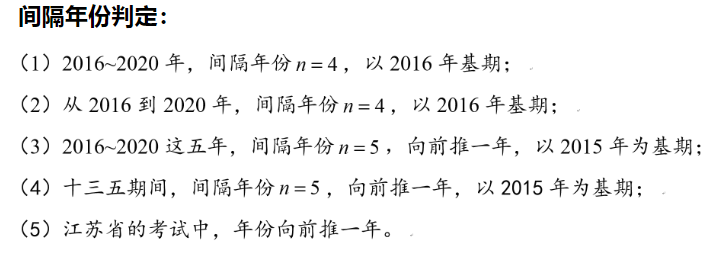 间隔年份判定：
（1）2016~2020 年，间隔年份 n = 4 ，以 2016 年基期；
（2）从 2016 到 2020 年，间隔年份 n = 4 ，以 2016 年基期；
（3）2016~2020 这五年，间隔年份 n = 5 ，向前推一年，以 2015 年为基期；
（4）十三五期间，间隔年份 n = 5 ，向前推一年，以 2015 年为基期；
（5）江苏省的考试中，年份向前推一年。